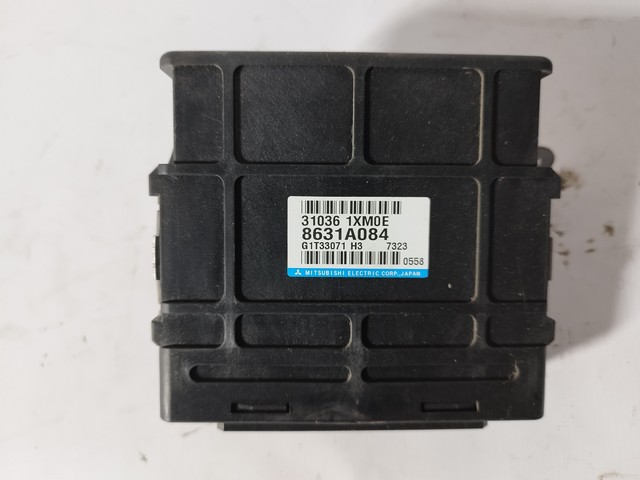 31036 1XM0E
8631A084
G1T33071 H3 7323
0558
MITSUBISHI ELECTRIC CORP.,JAPAN